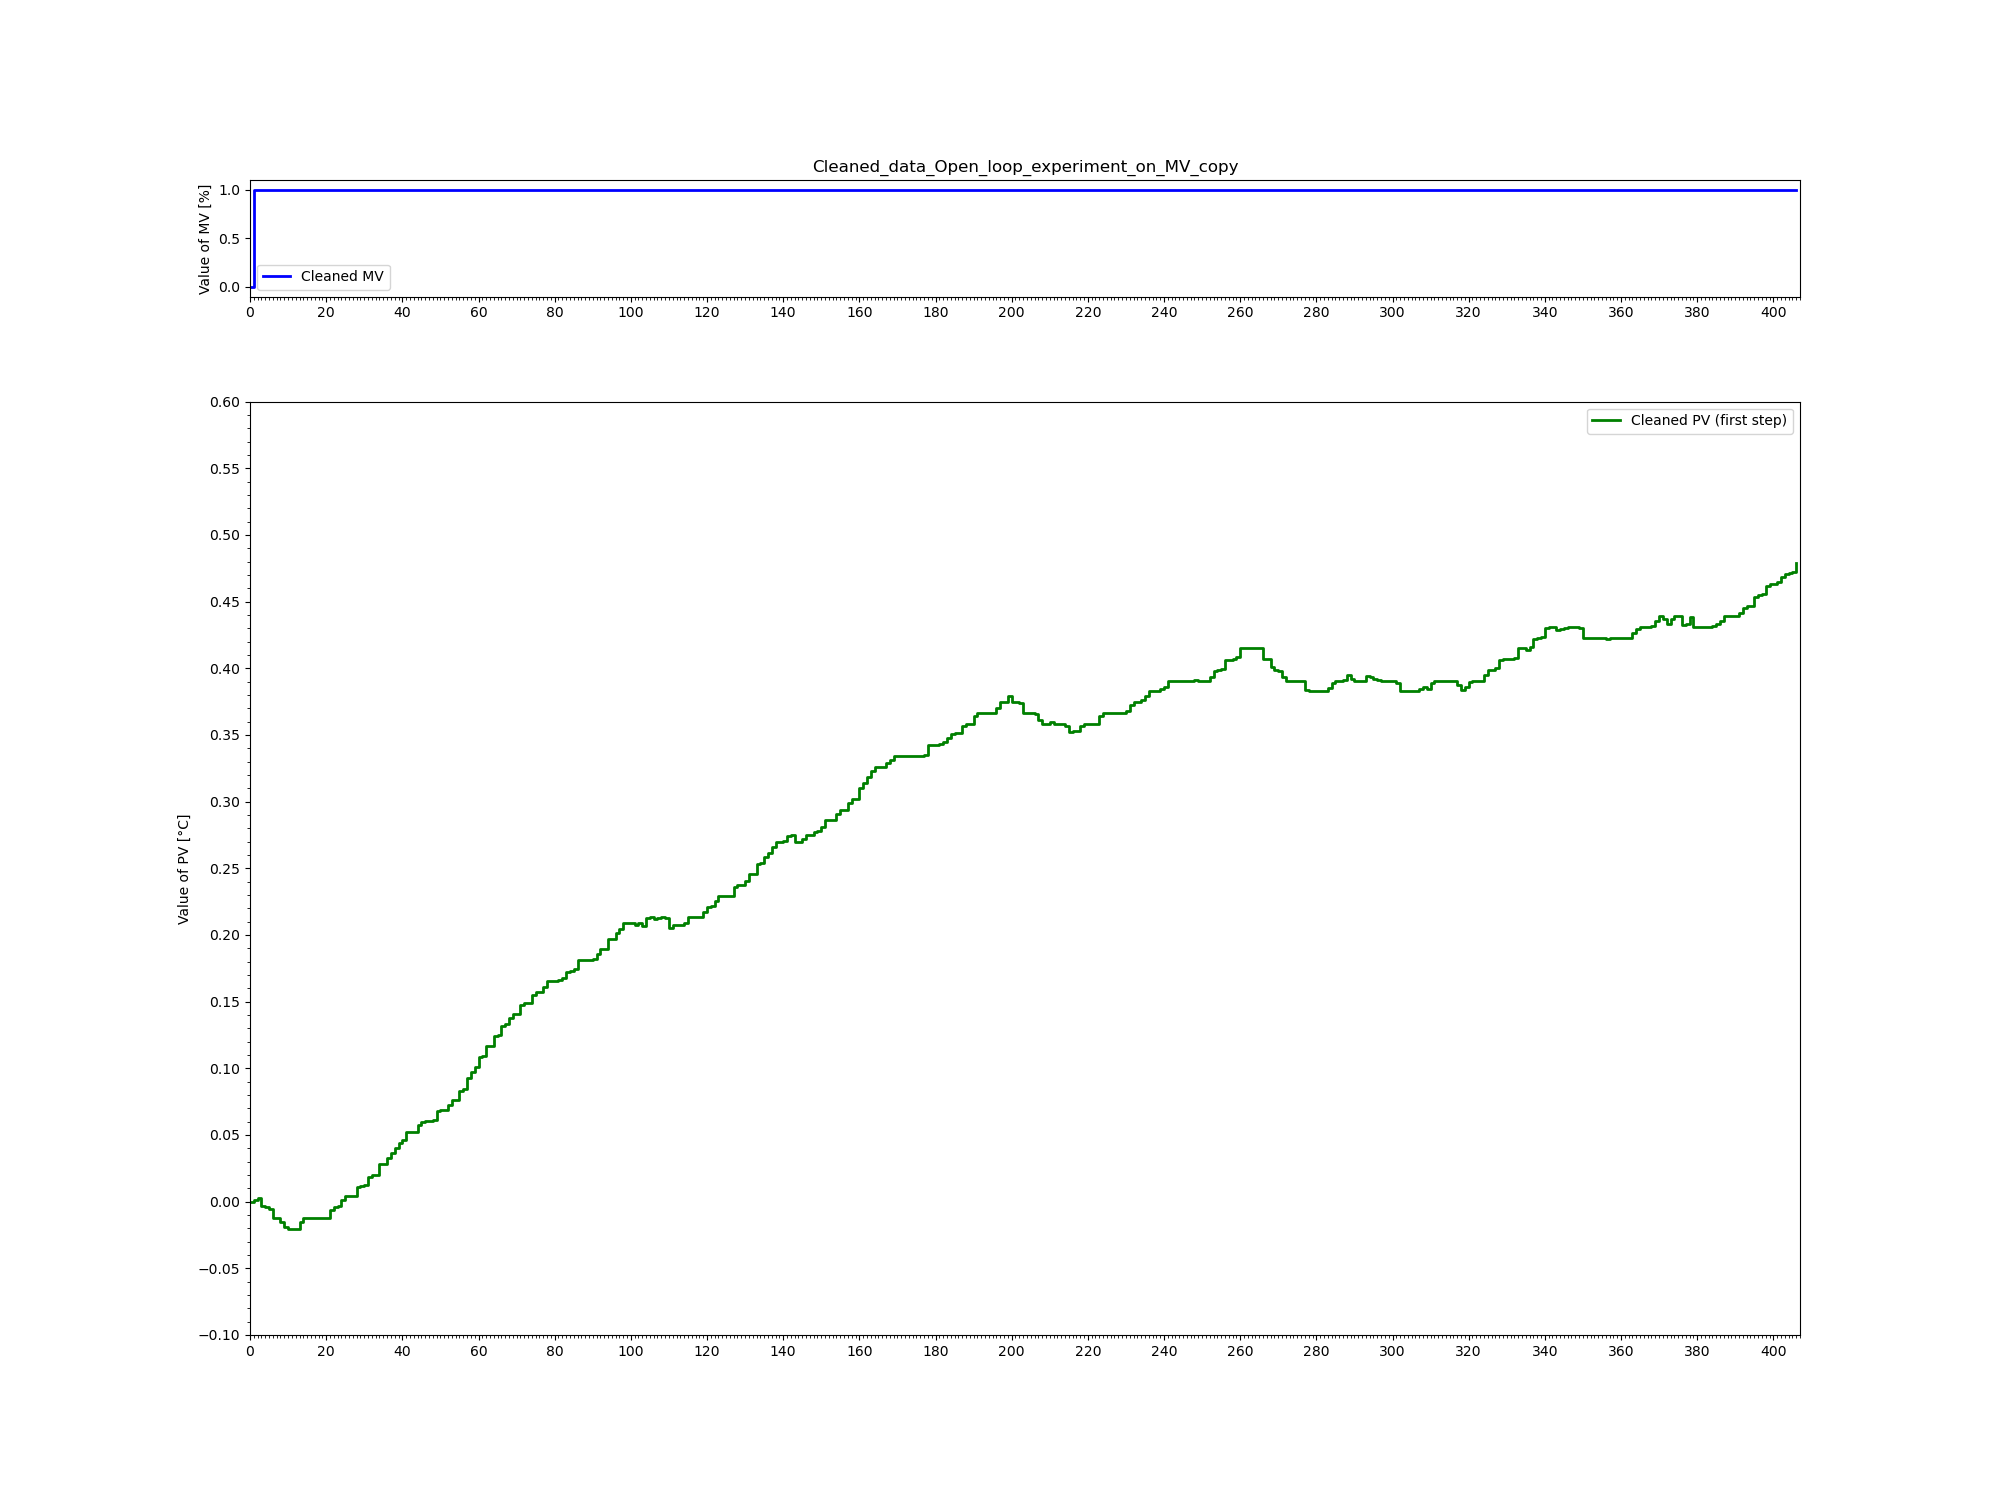 Cleaned_data_Open_loop_experiment_on_MV_copy
Value of MV [%]
1.0
0.5
0.0
Cleaned MV
0 20 40 60 80 100 120 140 160 180 200 220 240 260 280 300 320 340 360 380 400
Value of PV [°C]
0.60
0.55
0.50
0.45
0.40
0.35
0.30
0.25
0.20
0.15
0.10
0.05
0.00
−0.05
−0.10
Cleaned PV (first step)
0 20 40 60 80 100 120 140 160 180 200 220 240 260 280 300 320 340 360 380 400